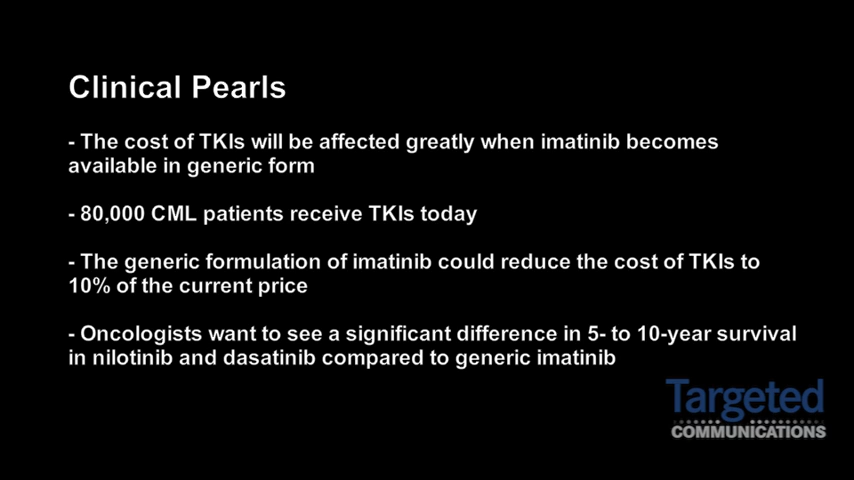 Clinical Pearls
- The cost of TKIs will be affected greatly when imatinib becomes
available in generic form
- 80,000 CML patients receive TKIs today
- The generic formulation of imatinib could reduce the cost of TKIs to
10% of the current price
- Oncologists want to see a significant difference in 5- to 10-year survival
in nilotinib and dasatinib compared to generic imatinib
Targeted
COMMUNICATIONS